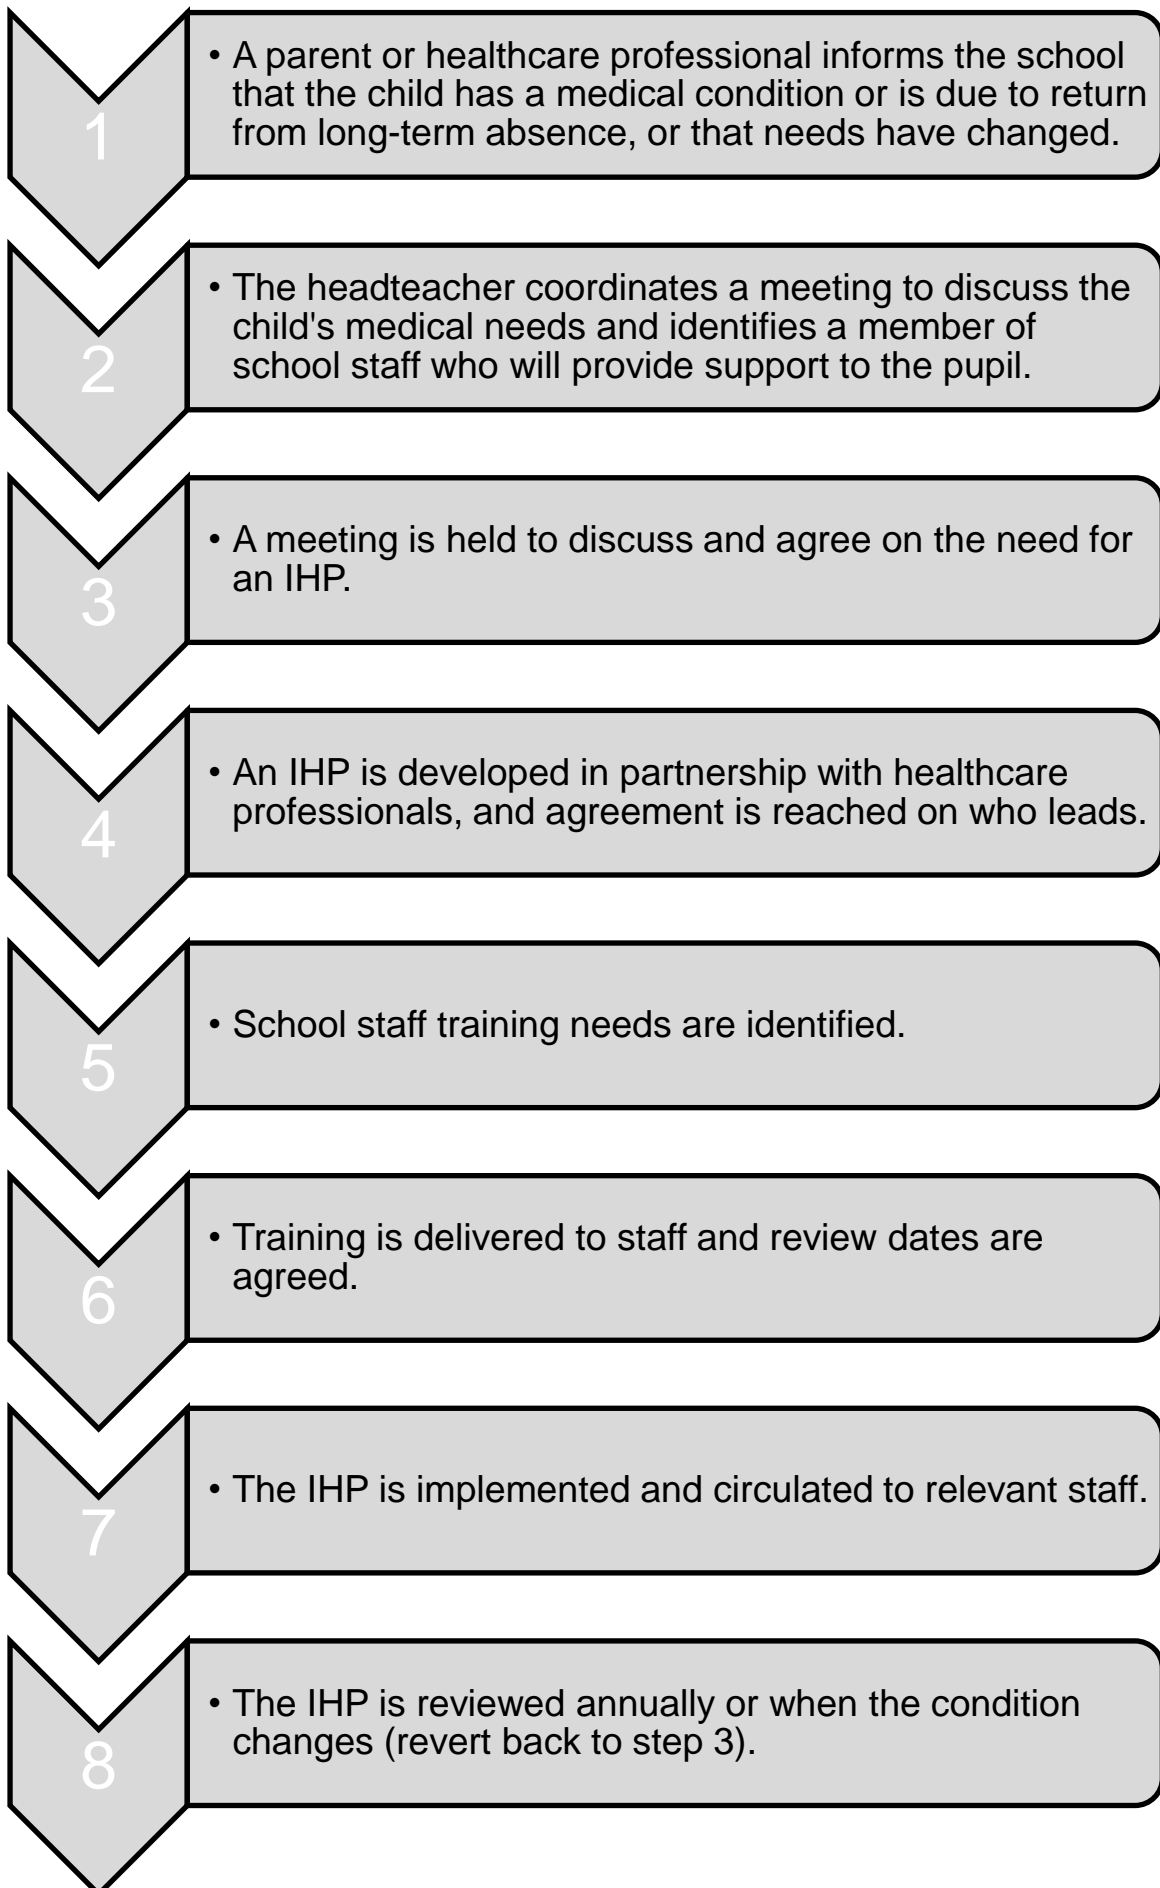 1
• A parent or healthcare professional informs the school
that the child has a medical condition or is due to return
from long-term absence, or that needs have changed.
2
• The headteacher coordinates a meeting to discuss the
child's medical needs and identifies a member of
school staff who will provide support to the pupil.
3
• A meeting is held to discuss and agree on the need for
an IHP.
4
• An IHP is developed in partnership with healthcare
professionals, and agreement is reached on who leads.
5
• School staff training needs are identified.
6
• Training is delivered to staff and review dates are
agreed.
7
• The IHP is implemented and circulated to relevant staff.
8
• The IHP is reviewed annually or when the condition
changes (revert back to step 3).